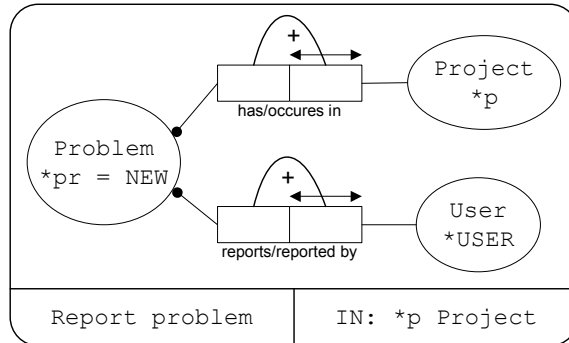 +
Project
*p
has/occures in
Problem
*pr = NEW
+
User
*USER
reports/reported by
Report problem
IN: *p Project